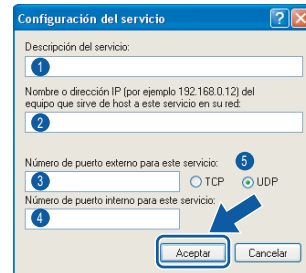 Configuración del servicio
Descripción del servicio:
1
Nombre o dirección IP (por ejemplo 192.168.0.12) del
equipo que sirve de host a este servicio en su red:
2
Número de puerto externo para este servicio: 5
3 TCP UDP
Número de puerto interno para este servicio:
4
Aceptar Cancelar